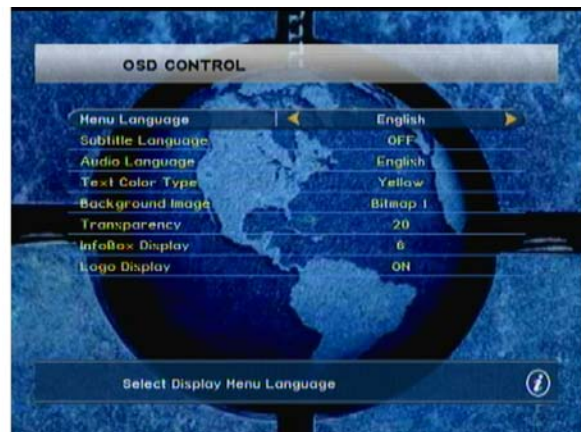 OSD CONTROL
Menu Language English
Subtitle Language OFF
Audio Language English
Text Color Type Yellow
Background Image Bitmap 1
Transparency 20
InfoBox Display 6
Logo Display ON
Select Display Menu Language
i